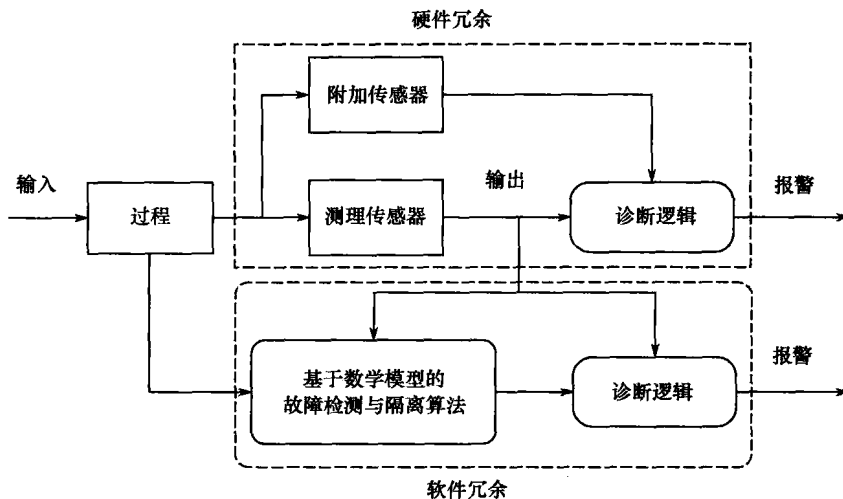 硬件冗余
附加传感器
输入
过程
测理传感器
输出
诊断逻辑
报警
基于数学模型的
故障检测与隔离算法
诊断逻辑
报警
软件冗余